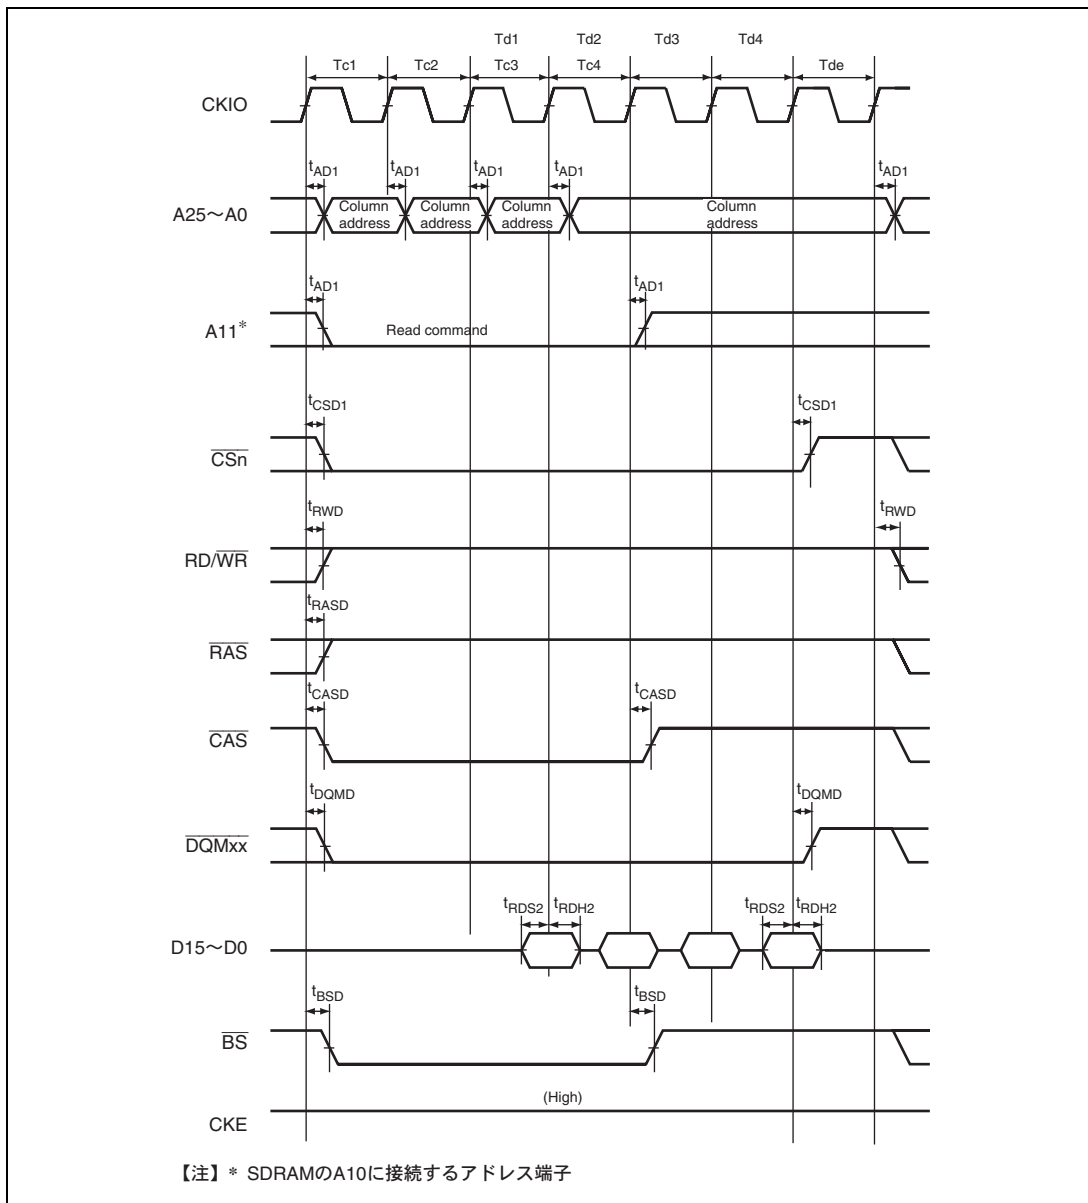 Td1 Td2 Td3 Td4
Tc1 Tc2 Tc3 Tc4 Tde
CKIO
tAD1 tAD1 tAD1 tAD1 tAD1
A25～A0
Column address
Column address
Column address
Column address
tAD1 tAD1
A11*
Read command
tCSD1 tCSD1
CSn
tRWD tRWD
RD/WR
tRASD
RAS
tCASD tCASD
CAS
tDQMD tDQMD
DQMxx
tRDS2 tRDH2 tRDS2 tRDH2
D15～D0
tBSD tBSD
BS
(High)
CKE
【注】* SDRAMのA10に接続するアドレス端子